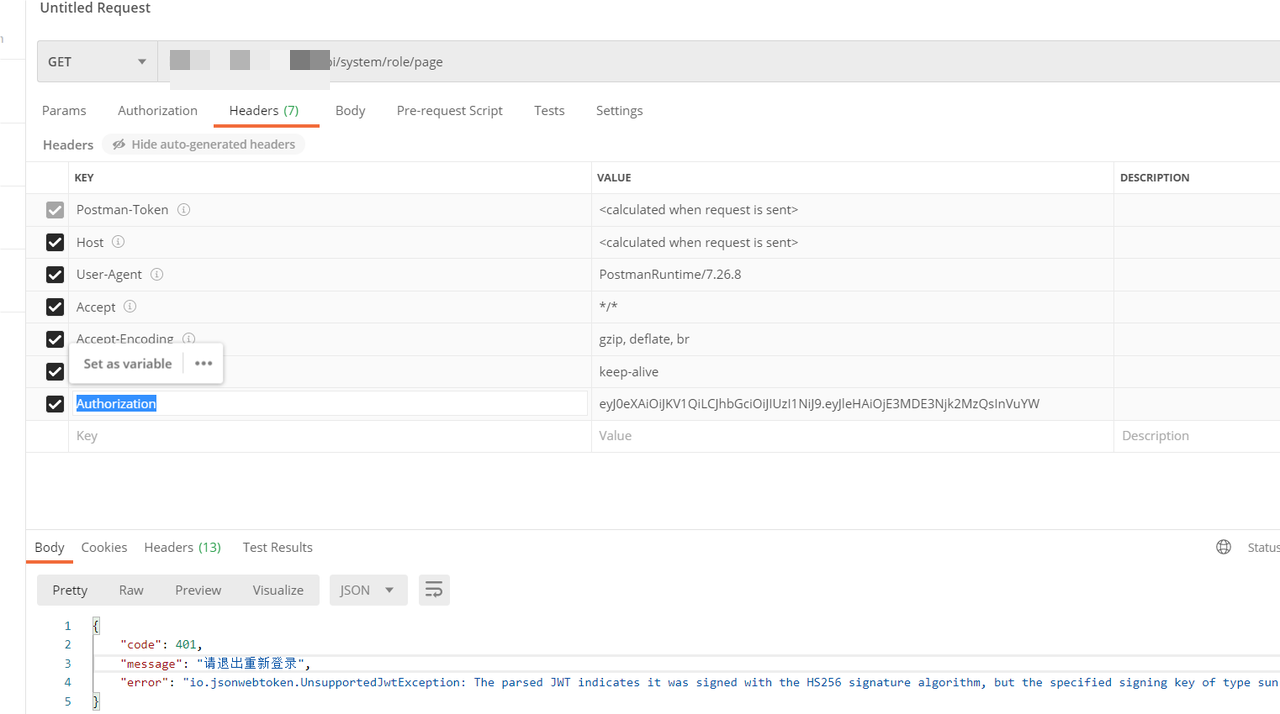 Untitled Request
GET
i/system/role/page
Params Authorization Headers (7) Body Pre-request Script Tests Settings
Headers Hide auto-generated headers
KEY VALUE DESCRIPTION
Postman-Token <calculated when request is sent>
Host <calculated when request is sent>
User-Agent PostmanRuntime/7.26.8
Accept */*
Accept-Encoding gzip, deflate, br
Set as variable •••
keep-alive
Authorization eyJ0eXAiOiJKV1QiLCJhbGciOiJIUzI1NiJ9.eyJleHAiOjE3MDE3Njk2MzQsInVuYW
Key Value Description
Body Cookies Headers (13) Test Results Status
Pretty Raw Preview Visualize JSON
1 {
2 "code": 401,
3 "message": "请退出重新登录",
4 "error": "io.jsonwebtoken.UnsupportedJwtException: The parsed JWT indicates it was signed with the HS256 signature algorithm, but the specified signing key of type sun
5 }